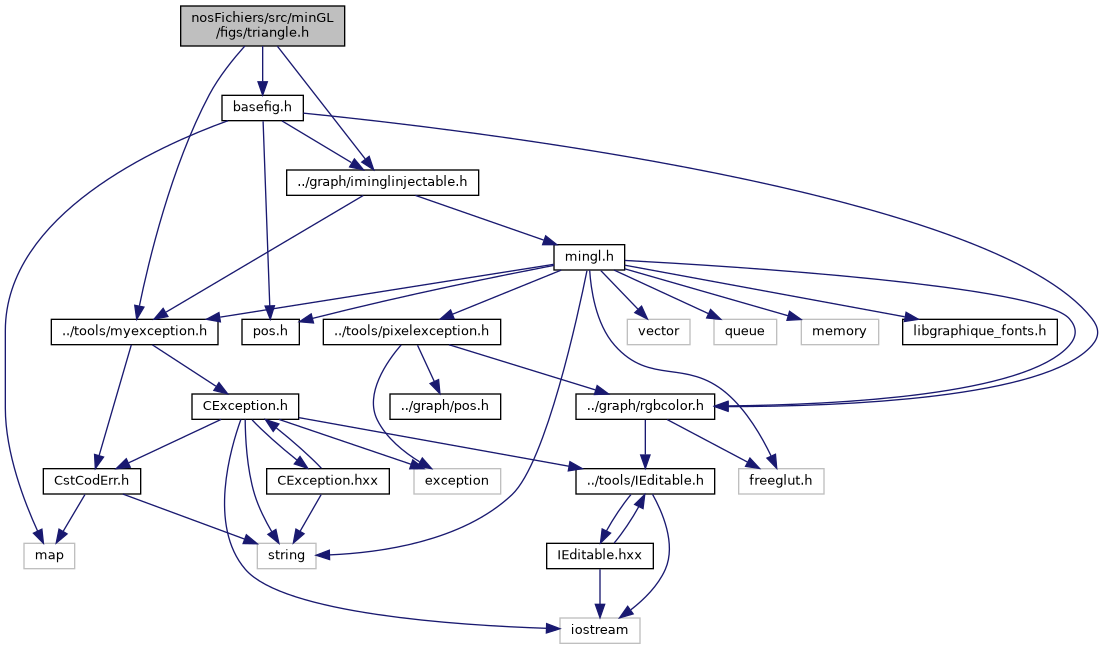 nosFichiers/src/minGL
/figs/triangle.h
basefig.h
../graph/iminglinjectable.h
mingl.h
../tools/myexception.h
pos.h
../tools/pixelexception.h
vector
queue
memory
libgraphique_fonts.h
CException.h
../graph/pos.h
../graph/rgbcolor.h
CstCodErr.h
CException.hxx
exception
../tools/IEditable.h
freeglut.h
map
string
IEditable.hxx
iostream